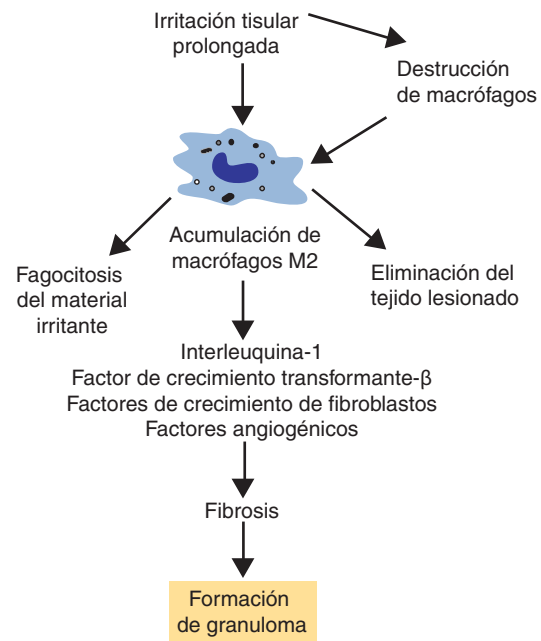 Irritación tisular
prolongada
Destrucción
de macrófagos
Acumulación de
macrófagos M2
Fagocitosis
del material
irritante
Eliminación del
tejido lesionado
Interleuquina-1
Factor de crecimiento transformante-β
Factores de crecimiento de fibroblastos
Factores angiogénicos
Fibrosis
Formación
de granuloma